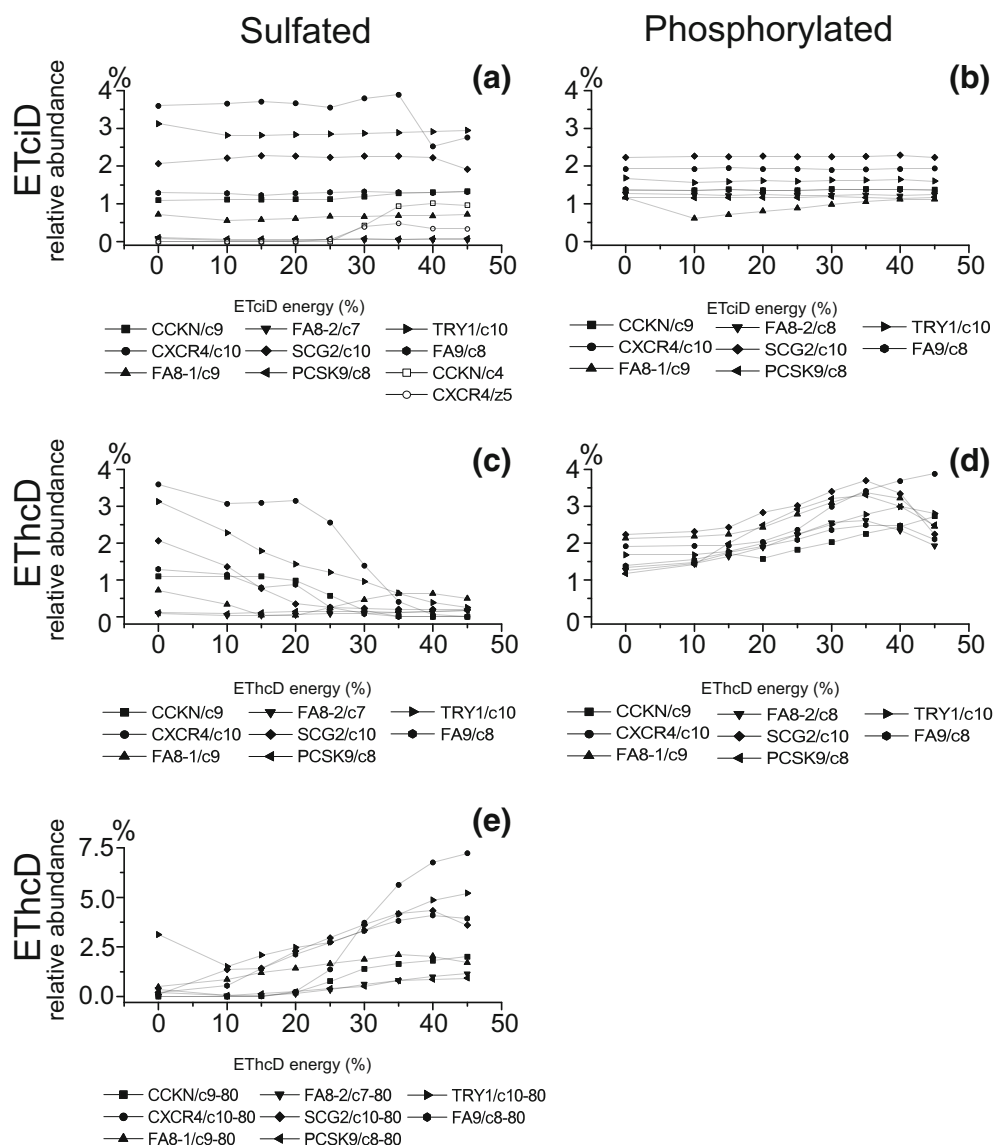 Sulfated
Phosphorylated
(a)
(b)
ETciD
relative abundance
%
4
3
2
1
0
0 10 20 30 40 50
ETciD energy (%)
CCKN/c9 FA8-2/c7 TRY1/c10
CXCR4/c10 SCG2/c10 FA9/c8
FA8-1/c9 PCSK9/c8 CCKN/c4
CXCR4/z5
%
4
3
2
1
0
0 10 20 30 40 50
ETciD energy (%)
CCKN/c9 FA8-2/c8 TRY1/c10
CXCR4/c10 SCG2/c10 FA9/c8
FA8-1/c9 PCSK9/c8
(c)
(d)
EThcD
relative abundance
%
4
3
2
1
0
0 10 20 30 40 50
EThcD energy (%)
CCKN/c9 FA8-2/c7 TRY1/c10
CXCR4/c10 SCG2/c10 FA9/c8
FA8-1/c9 PCSK9/c8
%
4
3
2
1
0
0 10 20 30 40 50
EThcD energy (%)
CCKN/c9 FA8-2/c8 TRY1/c10
CXCR4/c10 SCG2/c10 FA9/c8
FA8-1/c9 PCSK9/c8
(e)
EThcD
relative abundance
%
7.5
5.0
2.5
0.0
0 10 20 30 40 50
EThcD energy (%)
CCKN/c9-80 FA8-2/c7-80 TRY1/c10-80
CXCR4/c10-80 SCG2/c10-80 FA9/c8-80
FA8-1/c9-80 PCSK9/c8-80